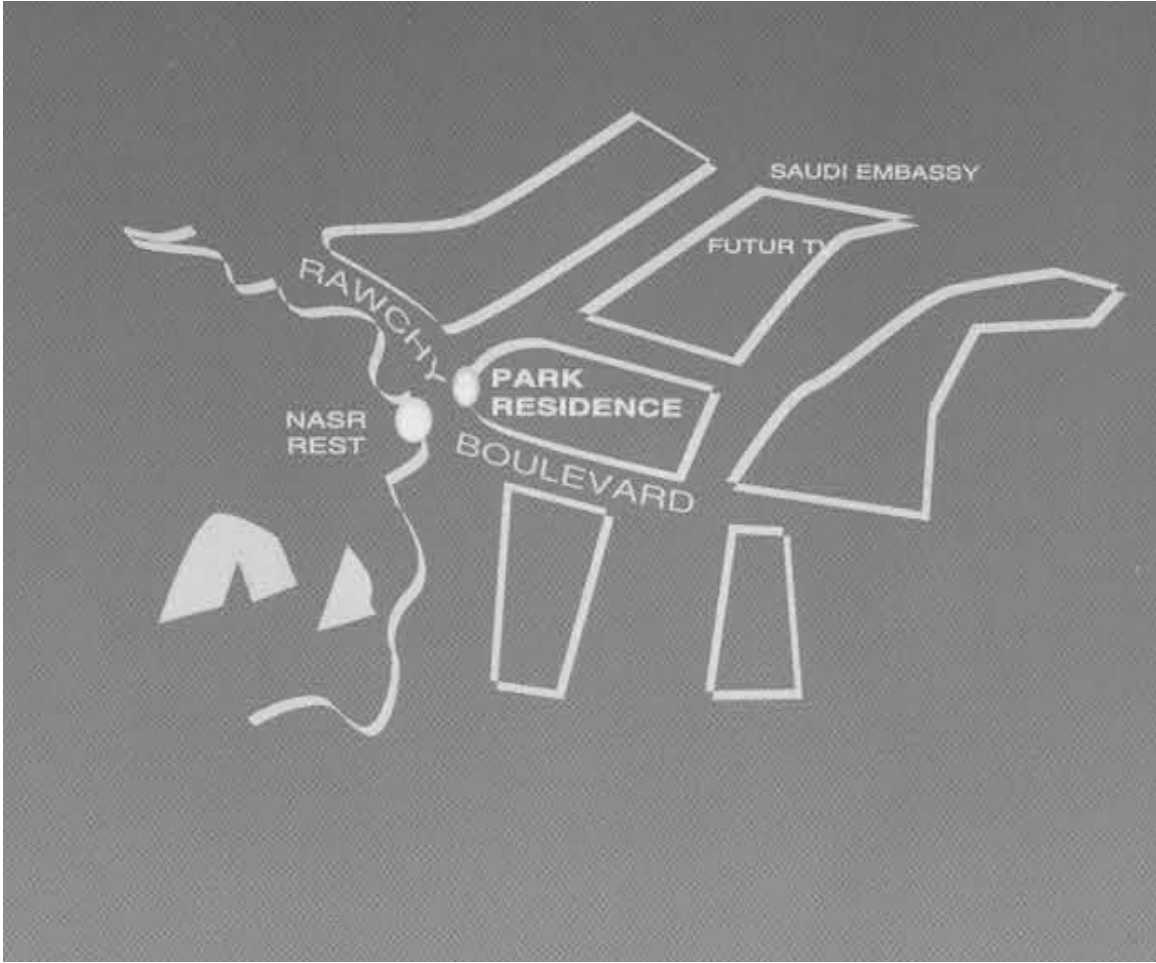 SAUDI EMBASSY
FUTUR TV
RAWCHY
PARK
RESIDENCE
NASR
REST
BOULEVARD